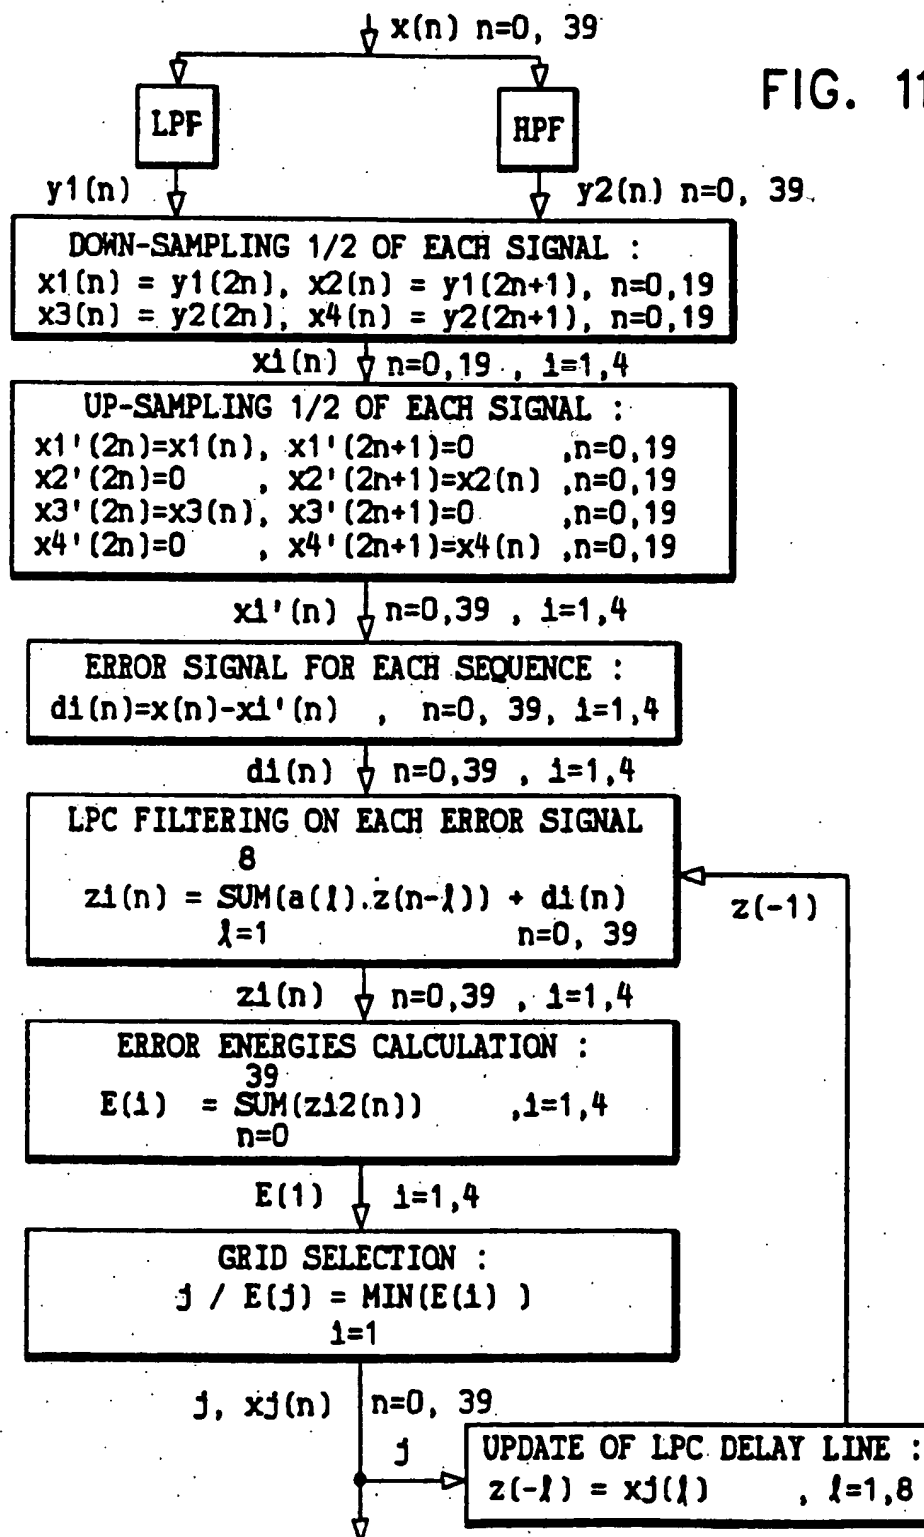 x(n) n=0, 39
FIG. 11
LPF
HPF
y1(n)
y2(n) n=0, 39
DOWN-SAMPLING 1/2 OF EACH SIGNAL :
x1(n) = y1(2n), x2(n) = y1(2n+1), n=0,19
x3(n) = y2(2n), x4(n) = y2(2n+1), n=0,19
xi(n) n=0,19 , i=1,4
UP-SAMPLING 1/2 OF EACH SIGNAL :
x1'(2n)=x1(n), x1'(2n+1)=0 ,n=0,19
x2'(2n)=0 , x2'(2n+1)=x2(n) ,n=0,19
x3'(2n)=x3(n), x3'(2n+1)=0 ,n=0,19
x4'(2n)=0 , x4'(2n+1)=x4(n) ,n=0,19
xi'(n) n=0,39 , i=1,4
ERROR SIGNAL FOR EACH SEQUENCE :
di(n)=x(n)-xi'(n) , n=0, 39, i=1,4
di(n) n=0,39 , i=1,4
LPC FILTERING ON EACH ERROR SIGNAL
8
zi(n) = SUM(a(l).z(n-l)) + di(n)
l=1 n=0, 39
z(-1)
zi(n) n=0,39 , i=1,4
ERROR ENERGIES CALCULATION :
39
E(i) = SUM(zi2(n)) ,i=1,4
n=0
E(i) i=1,4
GRID SELECTION :
j / E(j) = MIN(E(i) )
i=1
j, xj(n) n=0, 39
j
UPDATE OF LPC DELAY LINE :
z(-l) = xj(l) , l=1,8